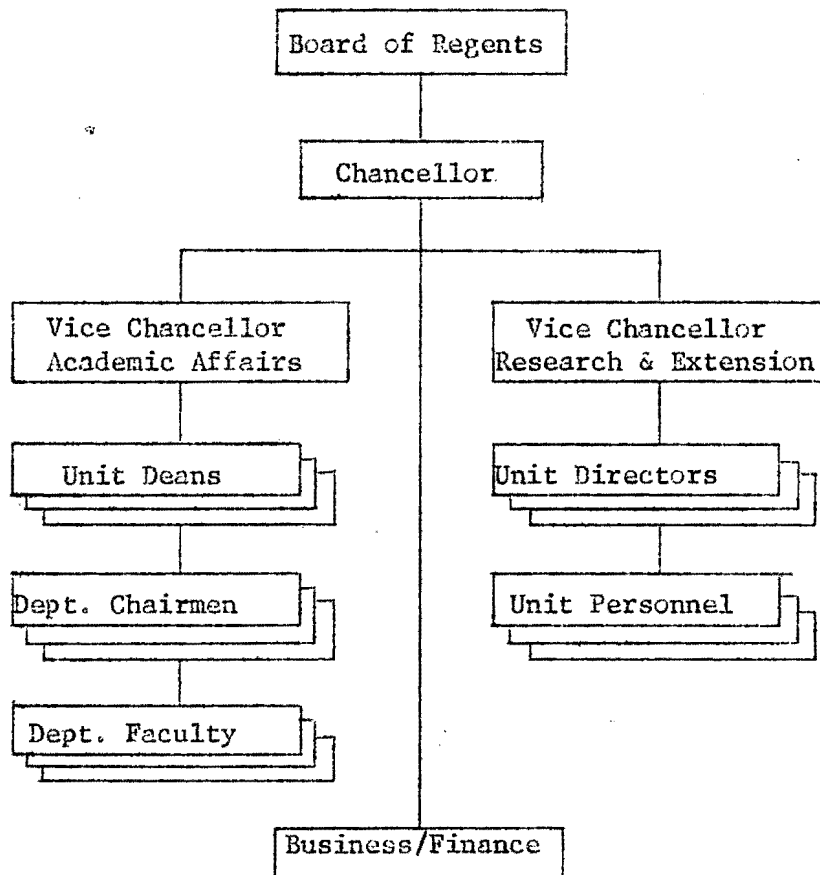 Board of Regents
Chancellor
Vice Chancellor
Academic Affairs
Vice Chancellor
Research & Extension
Unit Deans
Unit Directors
Dept. Chairmen
Unit Personnel
Dept. Faculty
Business/Finance